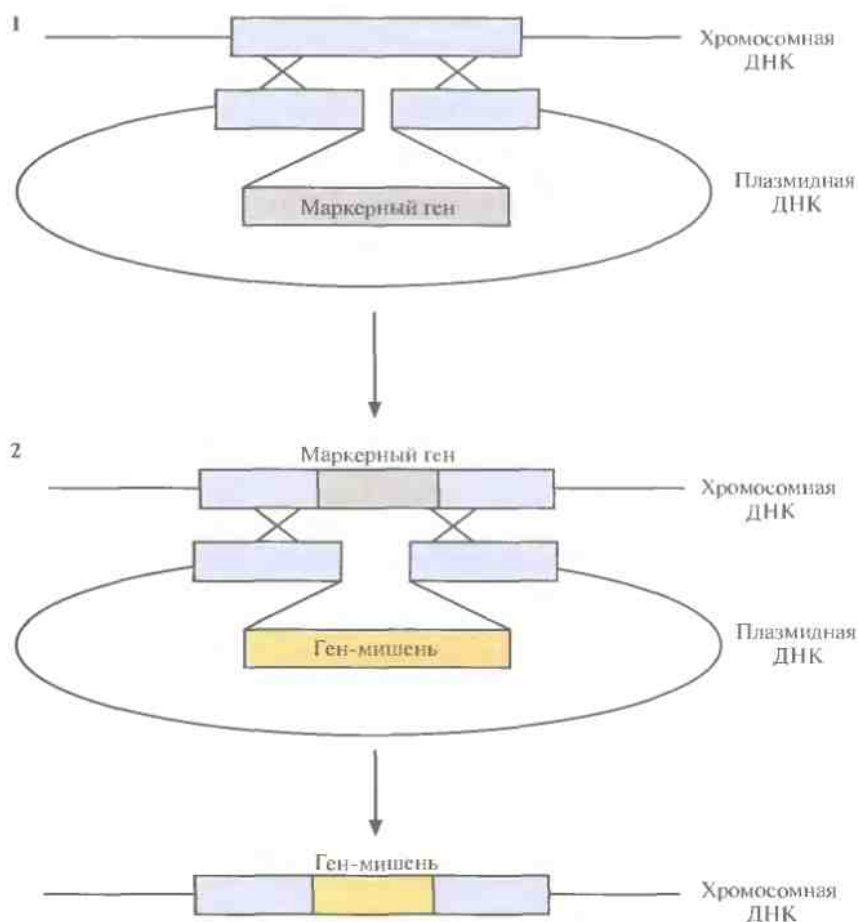 1
Хромосомная
ДНК
Плазмидная
ДНК
Маркерный ген
2
Маркерный ген
Хромосомная
ДНК
Плазмидная
ДНК
Ген-мишень
Ген-мишень
Хромосомная
ДНК